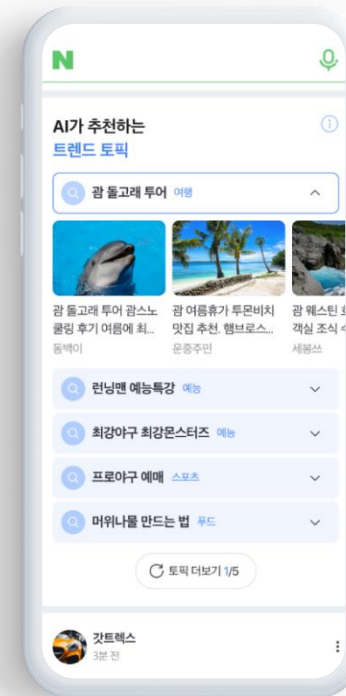 N
AI가 추천하는
트렌드 토픽
괌 돌고래 투어 여행
괌 돌고래 투어 괌스노
쿨링 후기 여름에 최...
동백이
괌 여름휴가 투몬비치
맛집 추천. 햄브로스...
운중주민
괌 웨스틴
객실 조식
세봉쓰
런닝맨 예능특강 예능
최강야구 최강몬스터즈 예능
프로야구 예매 스포츠
머위나물 만드는 법 푸드
토픽 더보기 1/5
갓트렉스
3분 전